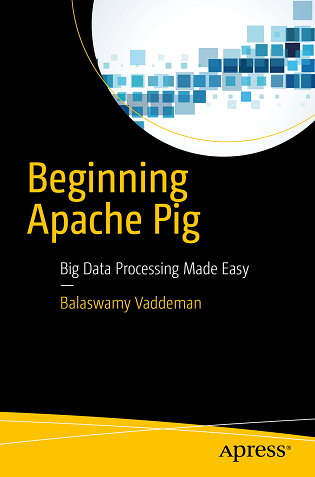 Beginning
Apache Pig
Big Data Processing Made Easy
—
Balaswamy Vaddeman
Apress®